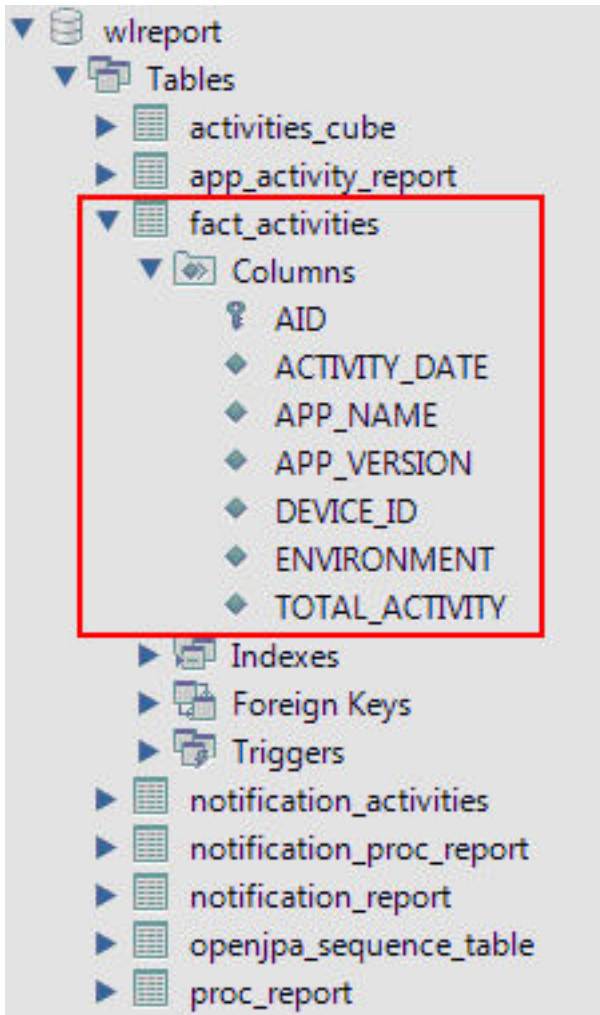 wlreport
Tables
activities_cube
app_activity_report
fact_activities
Columns
AID
ACTIVITY_DATE
APP_NAME
APP_VERSION
DEVICE_ID
ENVIRONMENT
TOTAL_ACTIVITY
Indexes
Foreign Keys
Triggers
notification_activities
notification_proc_report
notification_report
openjpa_sequence_table
proc_report